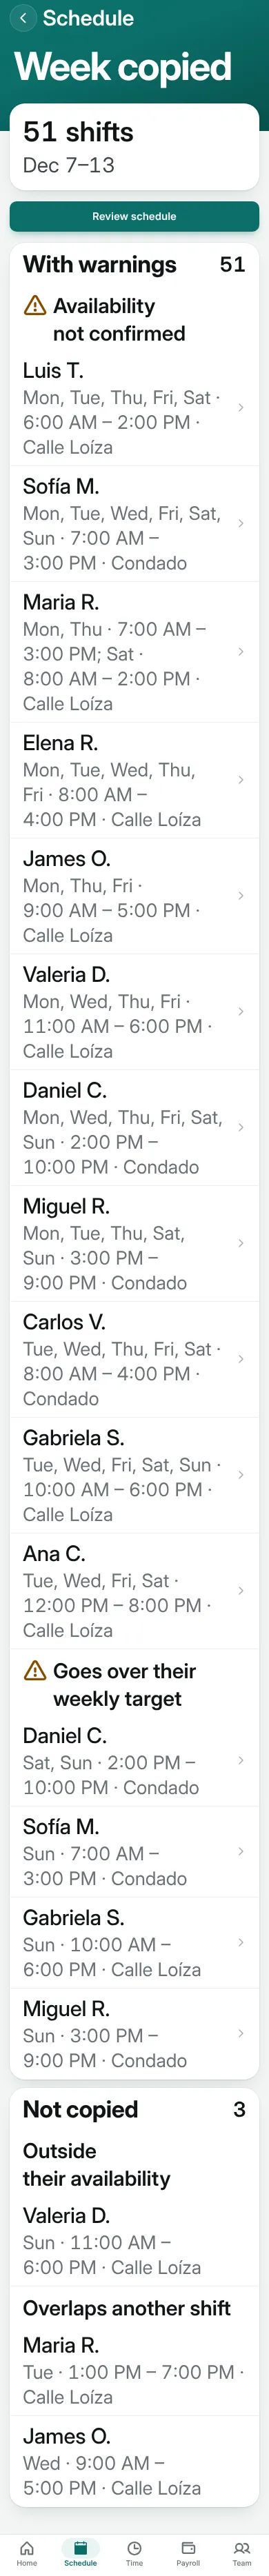 Schedule
Week copied
51 shifts
Dec 7–13
Review schedule
With warnings 51
Availability
not confirmed
Luis T.
Mon, Tue, Thu, Fri, Sat ·
6:00 AM – 2:00 PM ·
Calle Loíza
Sofía M.
Mon, Tue, Wed, Fri, Sat,
Sun · 7:00 AM –
3:00 PM · Condado
Maria R.
Mon, Thu · 7:00 AM –
3:00 PM; Sat ·
8:00 AM – 2:00 PM ·
Calle Loíza
Elena R.
Mon, Tue, Wed, Thu,
Fri · 8:00 AM –
4:00 PM · Calle Loíza
James O.
Mon, Thu, Fri ·
9:00 AM – 5:00 PM ·
Calle Loíza
Valeria D.
Mon, Wed, Thu, Fri ·
11:00 AM – 6:00 PM ·
Calle Loíza
Daniel C.
Mon, Wed, Thu, Fri, Sat,
Sun · 2:00 PM –
10:00 PM · Condado
Miguel R.
Mon, Tue, Thu, Sat,
Sun · 3:00 PM –
9:00 PM · Condado
Carlos V.
Tue, Wed, Thu, Fri, Sat ·
8:00 AM – 4:00 PM ·
Condado
Gabriela S.
Tue, Wed, Fri, Sat, Sun ·
10:00 AM – 6:00 PM ·
Calle Loíza
Ana C.
Tue, Wed, Fri, Sat ·
12:00 PM – 8:00 PM ·
Calle Loíza
Goes over their
weekly target
Daniel C.
Sat, Sun · 2:00 PM –
10:00 PM · Condado
Sofía M.
Sun · 7:00 AM –
3:00 PM · Condado
Gabriela S.
Sun · 10:00 AM –
6:00 PM · Calle Loíza
Miguel R.
Sun · 3:00 PM –
9:00 PM · Condado
Not copied 3
Outside
their availability
Valeria D.
Sun · 11:00 AM –
6:00 PM · Calle Loíza
Overlaps another shift
Maria R.
Tue · 1:00 PM – 7:00 PM ·
Calle Loíza
James O.
Wed · 9:00 AM –
5:00 PM · Calle Loíza
Home Schedule Time Payroll Team